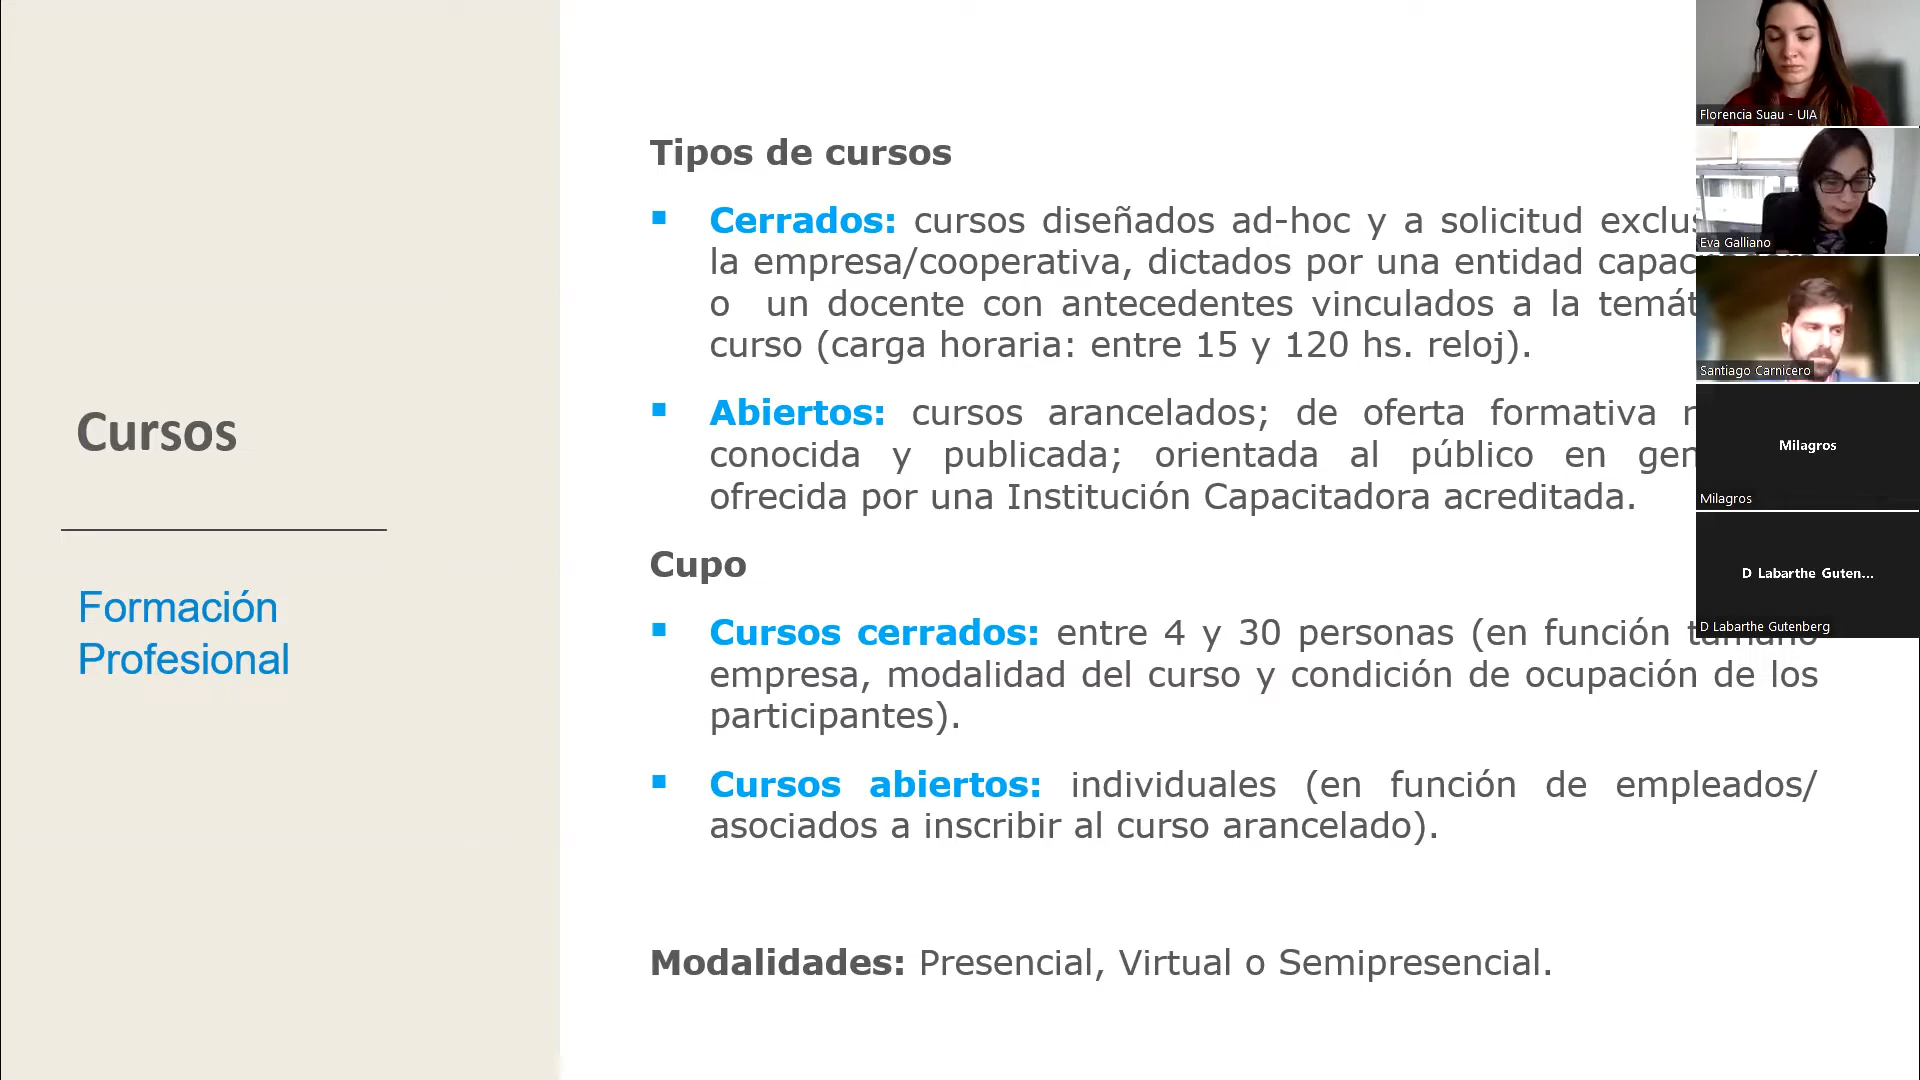 Cursos
Formación
Profesional
Tipos de cursos
Cerrados: cursos diseñados ad-hoc y a solicitud
la empresa/cooperativa, dictados por una entidad
o un docente con antecedentes vinculados a la
curso (carga horaria: entre 15 y 120 hs. reloj).
Abiertos: cursos arancelados; de oferta formativa
conocida y publicada; orientada al público en
ofrecida por una Institución Capacitadora acreditada.
Cupo
Cursos cerrados: entre 4 y 30 personas (en función tamaño
empresa, modalidad del curso y condición de ocupación de los
participantes).
Cursos abiertos: individuales (en función de empleados/
asociados a inscribir al curso arancelado).
Modalidades: Presencial, Virtual o Semipresencial.
Florencia Suau - UIA
Eva Galliano
Santiago Carnicero
Milagros
Milagros
D Labarthe Guten...
D Labarthe Gutenberg